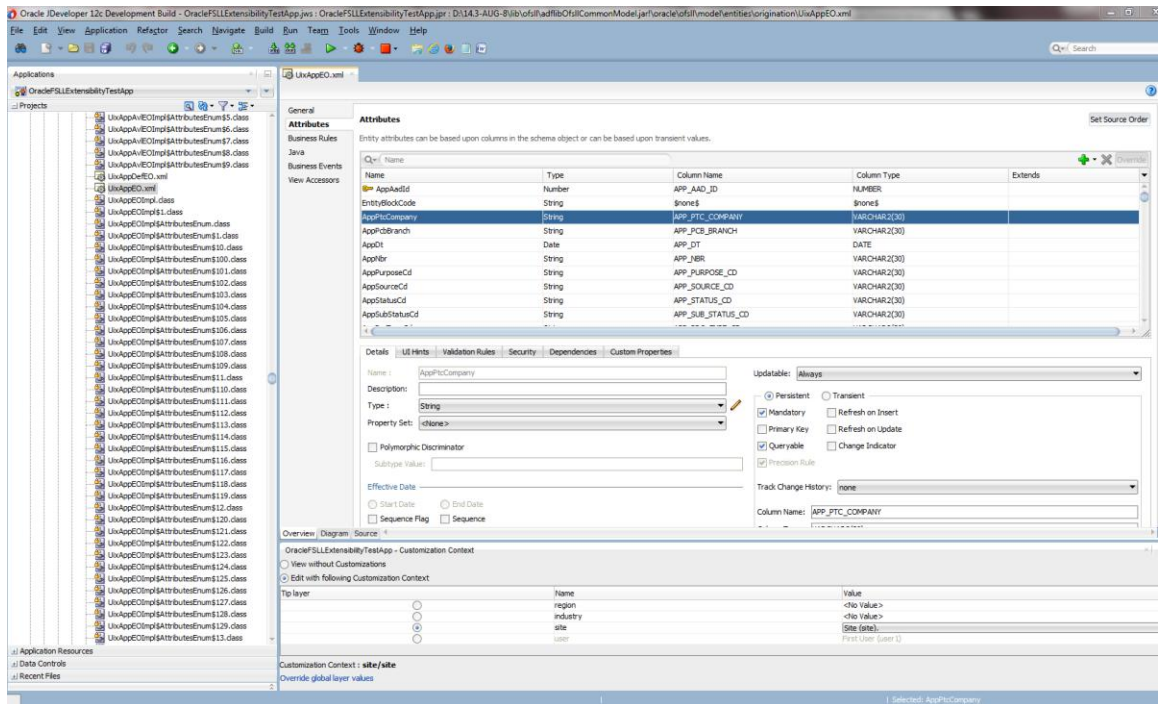 Oracle JDeveloper 12c Development Build - OracleFSLLExtensibilityTestApp.jws : OracleFSLLExtensibilityTestApp.jpr : D:\14.3-AUG-8\lib\ofsll\adflibOfsllCommonModel.jar!\oracle\ofsll\model\entities\origination\UixAppEO.xml
File Edit View Application Refactor Search Navigate Build Run Team Tools Window Help
Search
Applications
UixAppEO.xml
OracleFSLLExtensibilityTestApp
Projects
UixAppAvlEOImpl$AttributesEnum$5.class
UixAppAvlEOImpl$AttributesEnum$6.class
UixAppAvlEOImpl$AttributesEnum$7.class
UixAppAvlEOImpl$AttributesEnum$8.class
UixAppAvlEOImpl$AttributesEnum$9.class
UixAppDefEO.xml
UixAppEO.xml
UixAppEOImpl.class
UixAppEOImpl$1.class
UixAppEOImpl$AttributesEnum.class
UixAppEOImpl$AttributesEnum$1.class
UixAppEOImpl$AttributesEnum$10.class
UixAppEOImpl$AttributesEnum$100.class
UixAppEOImpl$AttributesEnum$101.class
UixAppEOImpl$AttributesEnum$102.class
UixAppEOImpl$AttributesEnum$103.class
UixAppEOImpl$AttributesEnum$104.class
UixAppEOImpl$AttributesEnum$105.class
UixAppEOImpl$AttributesEnum$106.class
UixAppEOImpl$AttributesEnum$107.class
UixAppEOImpl$AttributesEnum$108.class
UixAppEOImpl$AttributesEnum$109.class
UixAppEOImpl$AttributesEnum$11.class
UixAppEOImpl$AttributesEnum$110.class
UixAppEOImpl$AttributesEnum$111.class
UixAppEOImpl$AttributesEnum$112.class
UixAppEOImpl$AttributesEnum$113.class
UixAppEOImpl$AttributesEnum$114.class
UixAppEOImpl$AttributesEnum$115.class
UixAppEOImpl$AttributesEnum$116.class
UixAppEOImpl$AttributesEnum$117.class
UixAppEOImpl$AttributesEnum$118.class
UixAppEOImpl$AttributesEnum$119.class
UixAppEOImpl$AttributesEnum$12.class
UixAppEOImpl$AttributesEnum$120.class
UixAppEOImpl$AttributesEnum$121.class
UixAppEOImpl$AttributesEnum$122.class
UixAppEOImpl$AttributesEnum$123.class
UixAppEOImpl$AttributesEnum$124.class
UixAppEOImpl$AttributesEnum$125.class
UixAppEOImpl$AttributesEnum$126.class
UixAppEOImpl$AttributesEnum$127.class
UixAppEOImpl$AttributesEnum$128.class
UixAppEOImpl$AttributesEnum$129.class
UixAppEOImpl$AttributesEnum$13.class
Application Resources
Data Controls
Recent Files
General
Attributes
Business Rules
Java
Business Events
View Accessors
Attributes
Set Source Order
Entity attributes can be based upon columns in the schema object or can be based upon transient values.
Name
Override
Name Type Column Name Column Type Extends
AppAadId Number APP_AAD_ID NUMBER
EntityBlockCode String $none$ $none$
AppPtcCompany String APP_PTC_COMPANY VARCHAR2(30)
AppPcbBranch String APP_PCB_BRANCH VARCHAR2(30)
AppDt Date APP_DT DATE
AppNbr String APP_NBR VARCHAR2(30)
AppPurposeCd String APP_PURPOSE_CD VARCHAR2(30)
AppSourceCd String APP_SOURCE_CD VARCHAR2(30)
AppStatusCd String APP_STATUS_CD VARCHAR2(30)
AppSubStatusCd String APP_SUB_STATUS_CD VARCHAR2(30)
Details UI Hints Validation Rules Security Dependencies Custom Properties
Name : AppPtcCompany
Description:
Type : String
Property Set: <None>
Polymorphic Discriminator
Subtype Value:
Effective Date
Start Date End Date
Sequence Flag Sequence
Updatable: Always
Persistent Transient
Mandatory Refresh on Insert
Primary Key Refresh on Update
Queryable Change Indicator
Precision Rule
Track Change History: none
Column Name: APP_PTC_COMPANY
Overview Diagram Source
OracleFSLLExtensibilityTestApp - Customization Context
View without Customizations
Edit with following Customization Context
Tip layer Name Value
region <No Value>
industry <No Value>
site Site {site}.
user First User {user1}
Customization Context : site/site
Override global layer values
Selected: AppPtcCompany